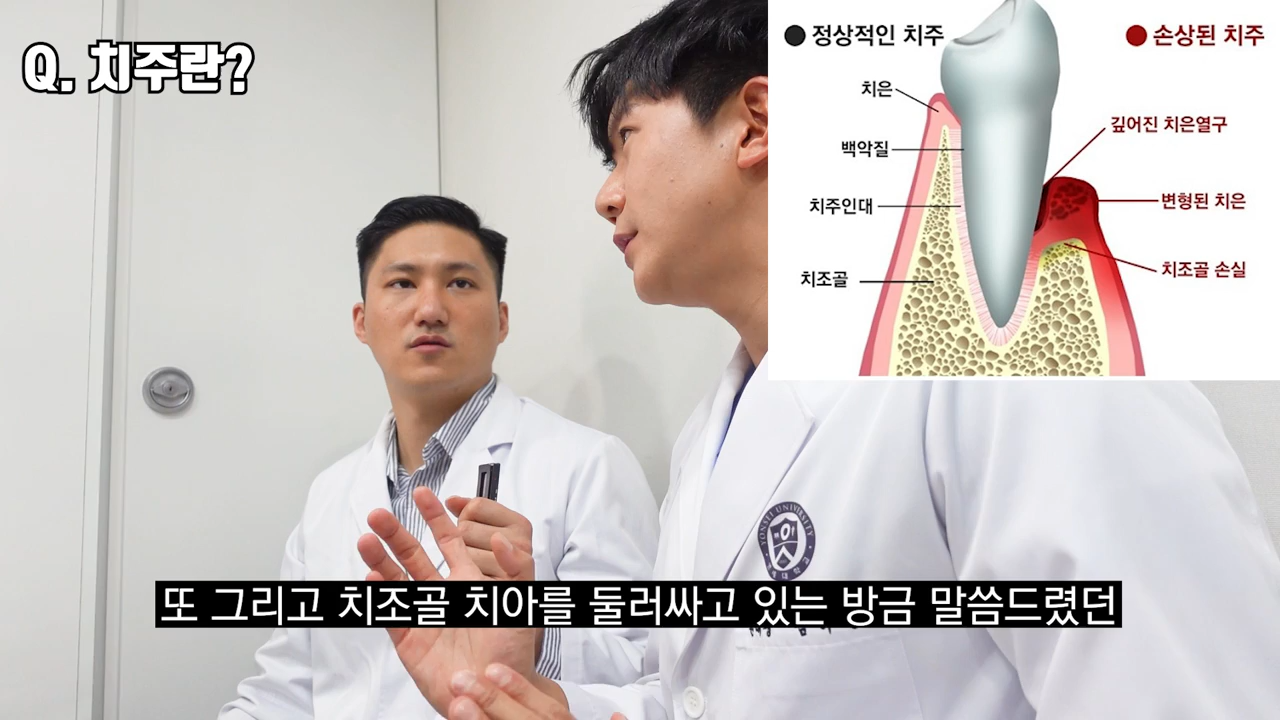 Q. 치주란?
● 정상적인 치주
● 손상된 치주
치은
백악질
치주인대
치조골
깊어진 치은열구
변형된 치은
치조골 손실
YONSEI UNIVERSITY
또 그리고 치조골 치아를 둘러싸고 있는 방금 말씀드렸던